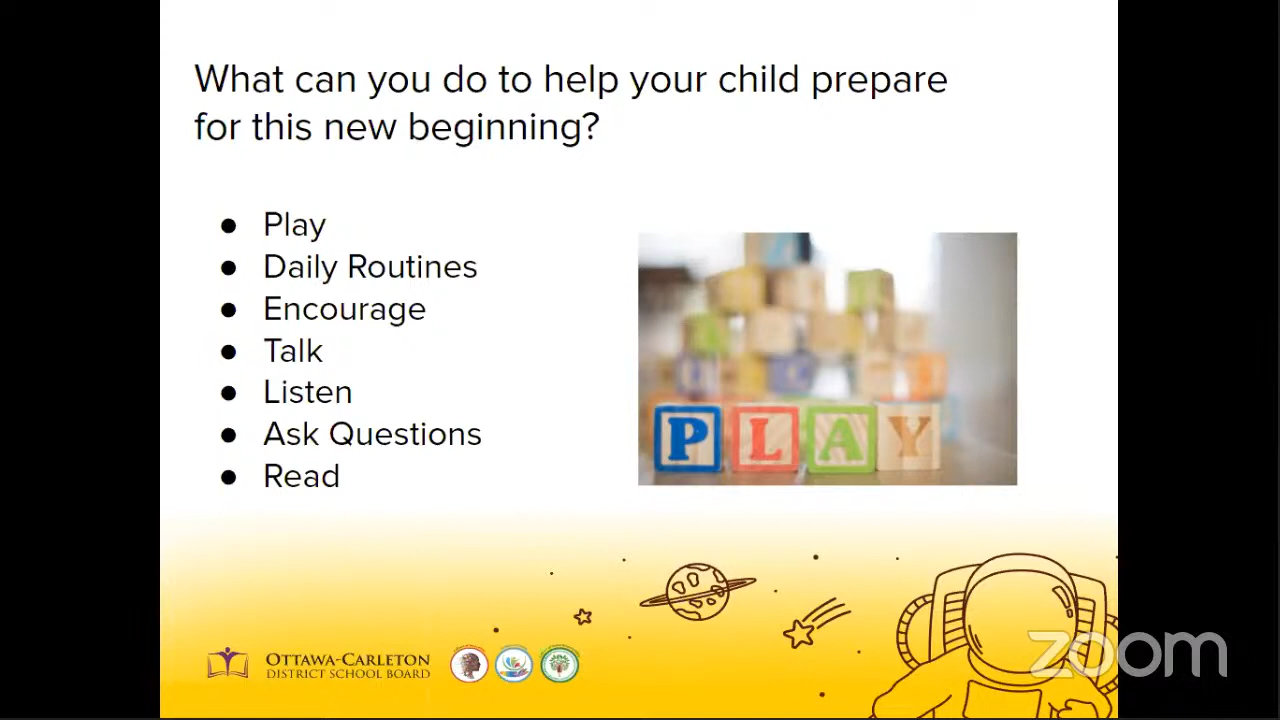 What can you do to help your child prepare
for this new beginning?
● Play
● Daily Routines
● Encourage
● Talk
● Listen
● Ask Questions
● Read
PLAY
OTTAWA-CARLETON
DISTRICT SCHOOL BOARD
zoom